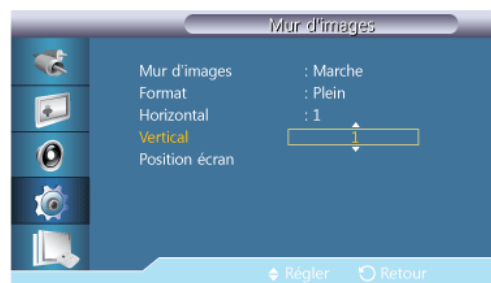 Mur d'images
Mur d'images : Marche
Format : Plein
Horizontal : 1
Vertical 1
Position écran
Régler Retour